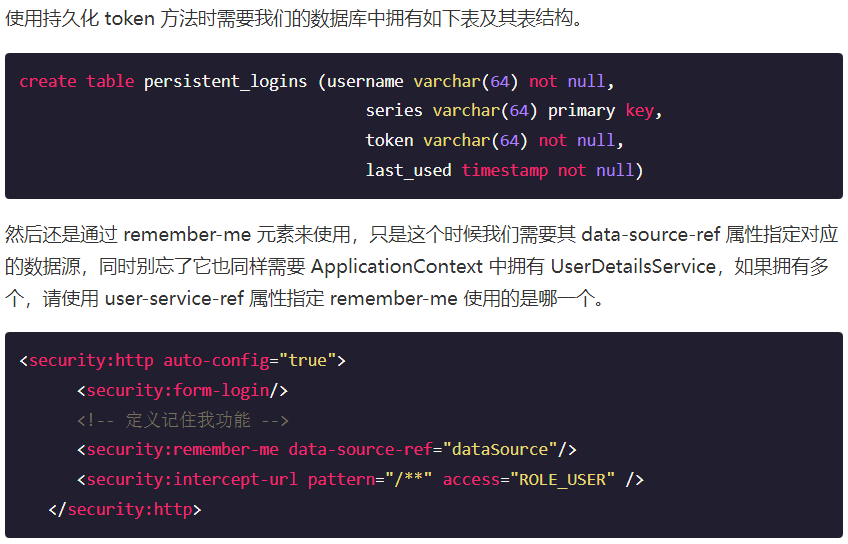 使用持久化 token 方法时需要我们的数据库中拥有如下表及其表结构。
create table persistent_logins (username varchar(64) not null,
series varchar(64) primary key,
token varchar(64) not null,
last_used timestamp not null)
然后还是通过 remember-me 元素来使用，只是这个时候我们需要其 data-source-ref 属性指定对应
的数据源，同时别忘了它也同样需要 ApplicationContext 中拥有 UserDetailsService，如果拥有多
个，请使用 user-service-ref 属性指定 remember-me 使用的是哪一个。
<security:http auto-config="true">
<security:form-login/>
<!-- 定义记住我功能 -->
<security:remember-me data-source-ref="dataSource"/>
<security:intercept-url pattern="/**" access="ROLE_USER" />
</security:http>